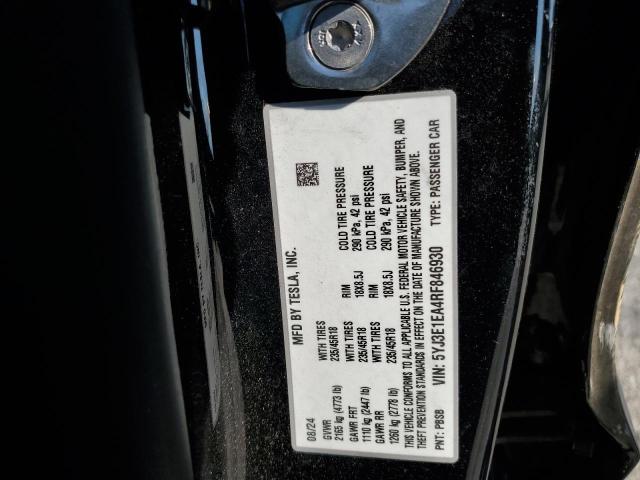 08/24 MFD BY TESLA, INC.
GVWR WITH TIRES RIM COLD TIRE PRESSURE
2165 kg (4773 lb) 235/45R18 18X8.5J 290 kPa, 42 psi
GAWR FRT WITH TIRES RIM COLD TIRE PRESSURE
1110 kg (2447 lb) 235/45R18 18X8.5J 290 kPa, 42 psi
GAWR RR
1260 kg (2778 lb) 235/45R18
THIS VEHICLE CONFORMS TO ALL APPLICABLE U.S. FEDERAL MOTOR VEHICLE SAFETY, BUMPER, AND
THEFT PREVENTION STANDARDS IN EFFECT ON THE DATE OF MANUFACTURE SHOWN ABOVE.
PNT: PBSB VIN: 5YJ3E1EA4RF846930 TYPE: PASSENGER CAR